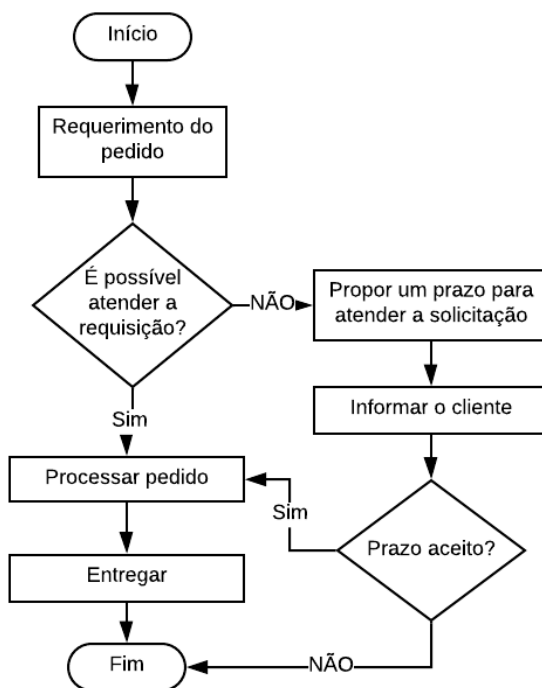 Início
Requerimento do
pedido
É possível
atender a
requisição?
NÃO
Propor um prazo para
atender a solicitação
Informar o cliente
Sim
Processar pedido
Sim
Prazo aceito?
Entregar
Fim
NÃO